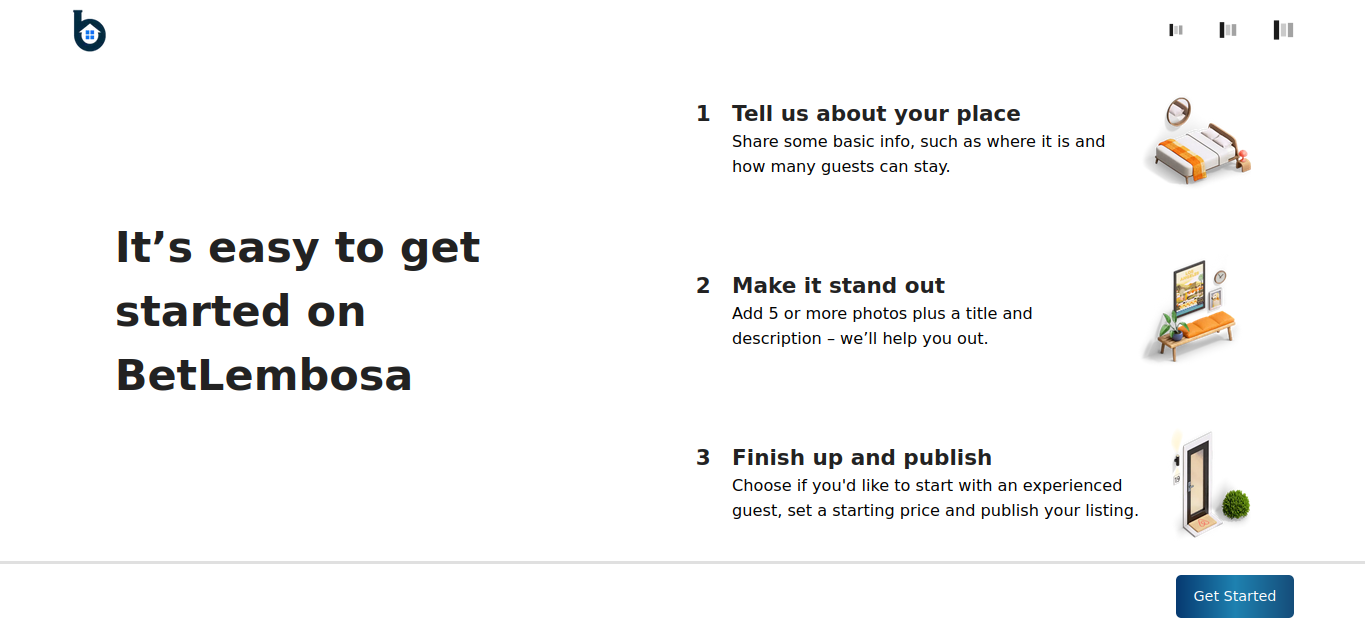 It’s easy to get
started on
BetLembosa
1 Tell us about your place
Share some basic info, such as where it is and
how many guests can stay.
2 Make it stand out
Add 5 or more photos plus a title and
description – we’ll help you out.
3 Finish up and publish
Choose if you'd like to start with an experienced
guest, set a starting price and publish your listing.
19
Get Started